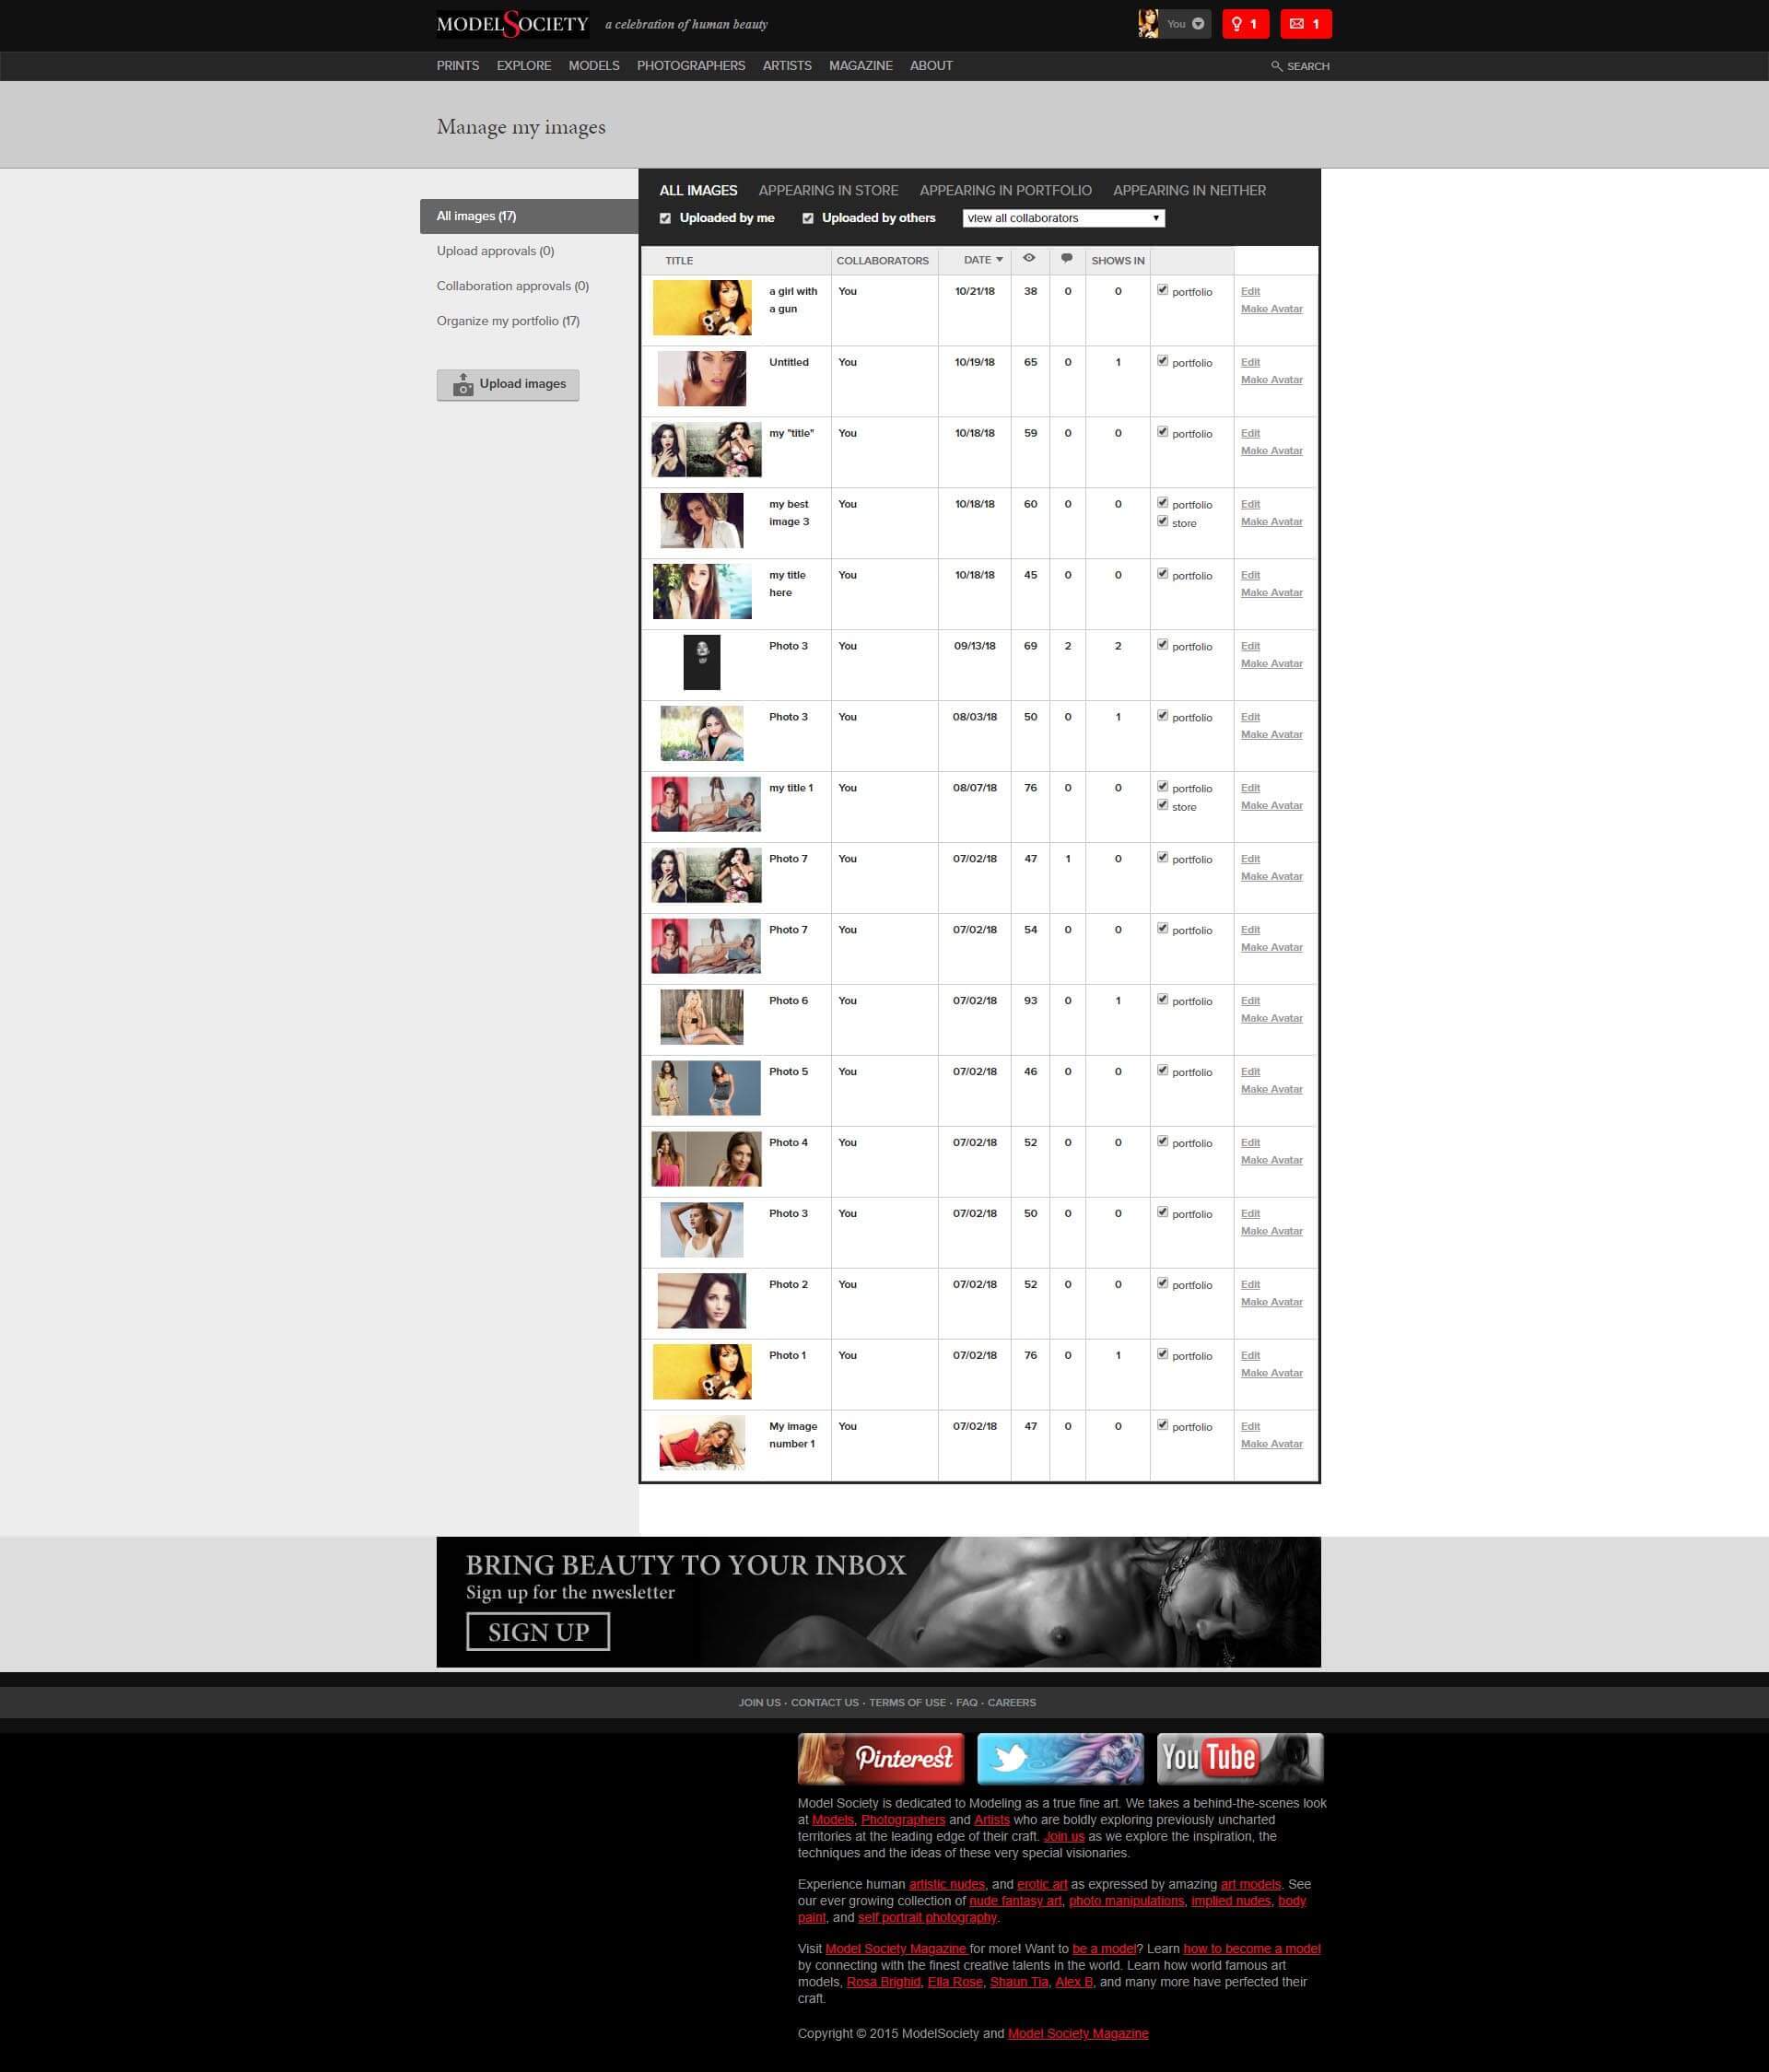 MODELSOCIETY a celebration of human beauty You 1 1
PRINTS EXPLORE MODELS PHOTOGRAPHERS ARTISTS MAGAZINE ABOUT SEARCH
Manage my images
ALL IMAGES APPEARING IN STORE APPEARING IN PORTFOLIO APPEARING IN NEITHER
Uploaded by me Uploaded by others view all collaborators
All images (17)
Upload approvals (0)
Collaboration approvals (0)
Organize my portfolio (17)
Upload images
TITLE COLLABORATORS DATE SHOWS IN
a girl with You 10/21/18 38 0 0 portfolio Edit
a gun Make Avatar
Untitled You 10/19/18 65 0 1 portfolio Edit
Make Avatar
my "title" You 10/18/18 59 0 0 portfolio Edit
Make Avatar
my best You 10/18/18 60 0 0 portfolio Edit
image 3 store Make Avatar
my title You 10/18/18 45 0 0 portfolio Edit
here Make Avatar
Photo 3 You 09/13/18 69 2 2 portfolio Edit
Make Avatar
Photo 3 You 08/03/18 50 0 1 portfolio Edit
Make Avatar
my title 1 You 08/07/18 76 0 0 portfolio Edit
store Make Avatar
Photo 7 You 07/02/18 47 1 0 portfolio Edit
Make Avatar
Photo 7 You 07/02/18 54 0 0 portfolio Edit
Make Avatar
Photo 6 You 07/02/18 93 0 1 portfolio Edit
Make Avatar
Photo 5 You 07/02/18 46 0 0 portfolio Edit
Make Avatar
Photo 4 You 07/02/18 52 0 0 portfolio Edit
Make Avatar
Photo 3 You 07/02/18 50 0 0 portfolio Edit
Make Avatar
Photo 2 You 07/02/18 52 0 0 portfolio Edit
Make Avatar
Photo 1 You 07/02/18 76 0 1 portfolio Edit
Make Avatar
My image You 07/02/18 47 0 0 portfolio Edit
number 1 Make Avatar
BRING BEAUTY TO YOUR INBOX
Sign up for the nwesletter
SIGN UP
JOIN US · CONTACT US · TERMS OF USE · FAQ · CAREERS
Pinterest YouTube
Model Society is dedicated to Modeling as a true fine art. We takes a behind-the-scenes look
at Models, Photographers and Artists who are boldly exploring previously uncharted
territories at the leading edge of their craft. Join us as we explore the inspiration, the
techniques and the ideas of these very special visionaries.
Experience human artistic nudes, and erotic art as expressed by amazing art models. See
our ever growing collection of nude fantasy art, photo manipulations, implied nudes, body
paint, and self portrait photography.
Visit Model Society Magazine for more! Want to be a model? Learn how to become a model
by connecting with the finest creative talents in the world. Learn how world famous art
models, Rosa Brighid, Ella Rose, Shaun Tia, Alex B, and many more have perfected their
craft.
Copyright © 2015 ModelSociety and Model Society Magazine